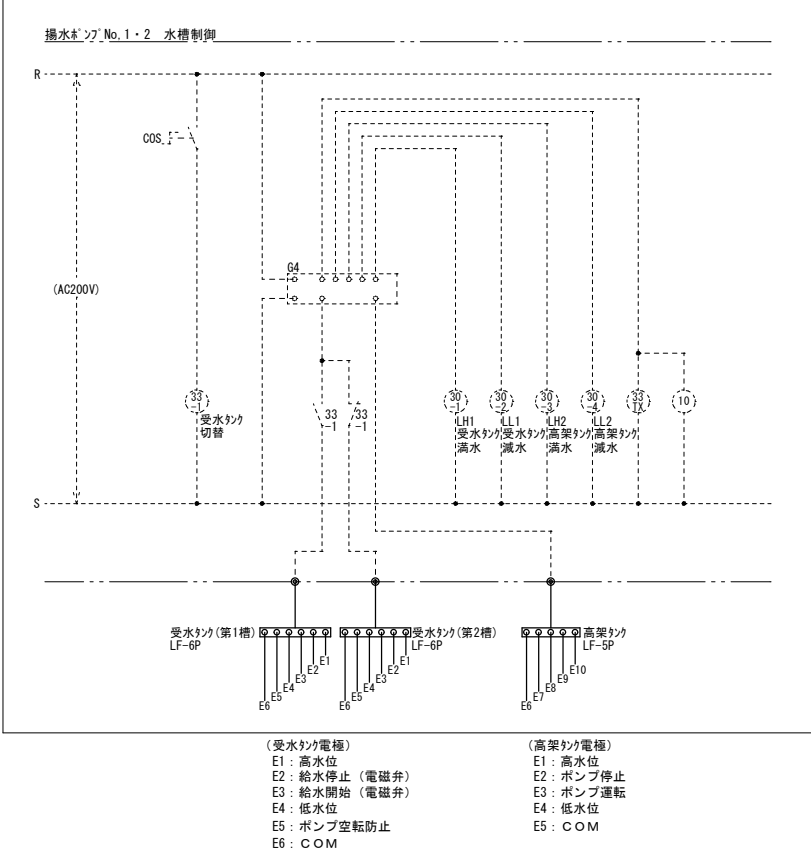 揚水ﾎﾟﾝﾌﾟNo.1・2 水槽制御
R
COS
G4
(AC200V)
33
-1
受水ﾀﾝｸ
切替
33
-1
33
-1
30
-1
LH1
受水ﾀﾝｸ
満水
30
-2
LL1
受水ﾀﾝｸ
減水
30
-3
LH2
高架ﾀﾝｸ
満水
30
-4
LL2
高架ﾀﾝｸ
減水
33
TX
10
S
受水ﾀﾝｸ(第1槽)
LF-6P
E1
E2
E3
E4
E5
E6
受水ﾀﾝｸ(第2槽)
LF-6P
E1
E2
E3
E4
E5
E6
高架ﾀﾝｸ
LF-5P
E10
E9
E8
E7
E6
(受水ﾀﾝｸ電極)
E1：高水位
E2：給水停止（電磁弁）
E3：給水開始（電磁弁）
E4：低水位
E5：ポンプ空転防止
E6：ＣＯＭ
(高架ﾀﾝｸ電極)
E1：高水位
E2：ポンプ停止
E3：ポンプ運転
E4：低水位
E5：ＣＯＭ